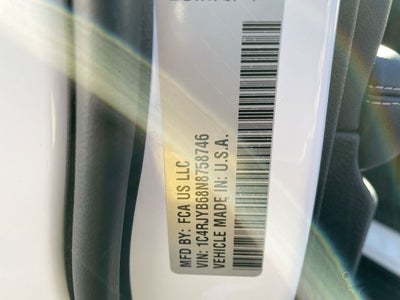 MFD BY: FCA US LLC
VIN: 1C4RJYB68N8758746
VEHICLE MADE IN: U.S.A.